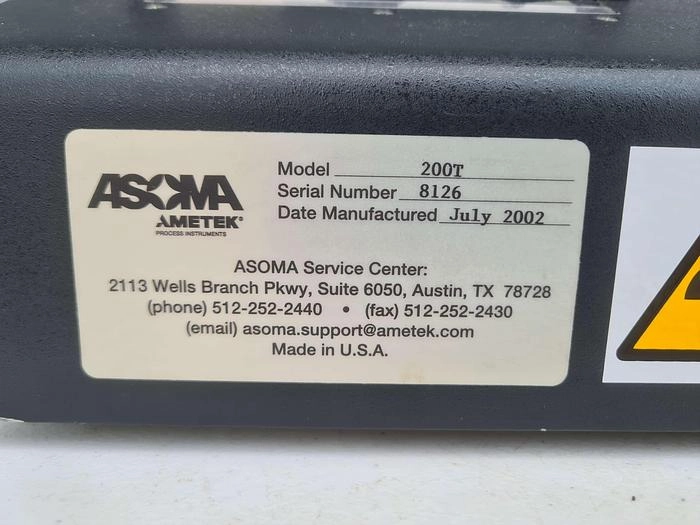 ASOMA
AMETEK®
PROCESS INSTRUMENTS
Model 200T
Serial Number 8126
Date Manufactured July 2002
ASOMA Service Center:
2113 Wells Branch Pkwy, Suite 6050, Austin, TX 78728
(phone) 512-252-2440 • (fax) 512-252-2430
(email) asoma.support@ametek.com
Made in U.S.A.